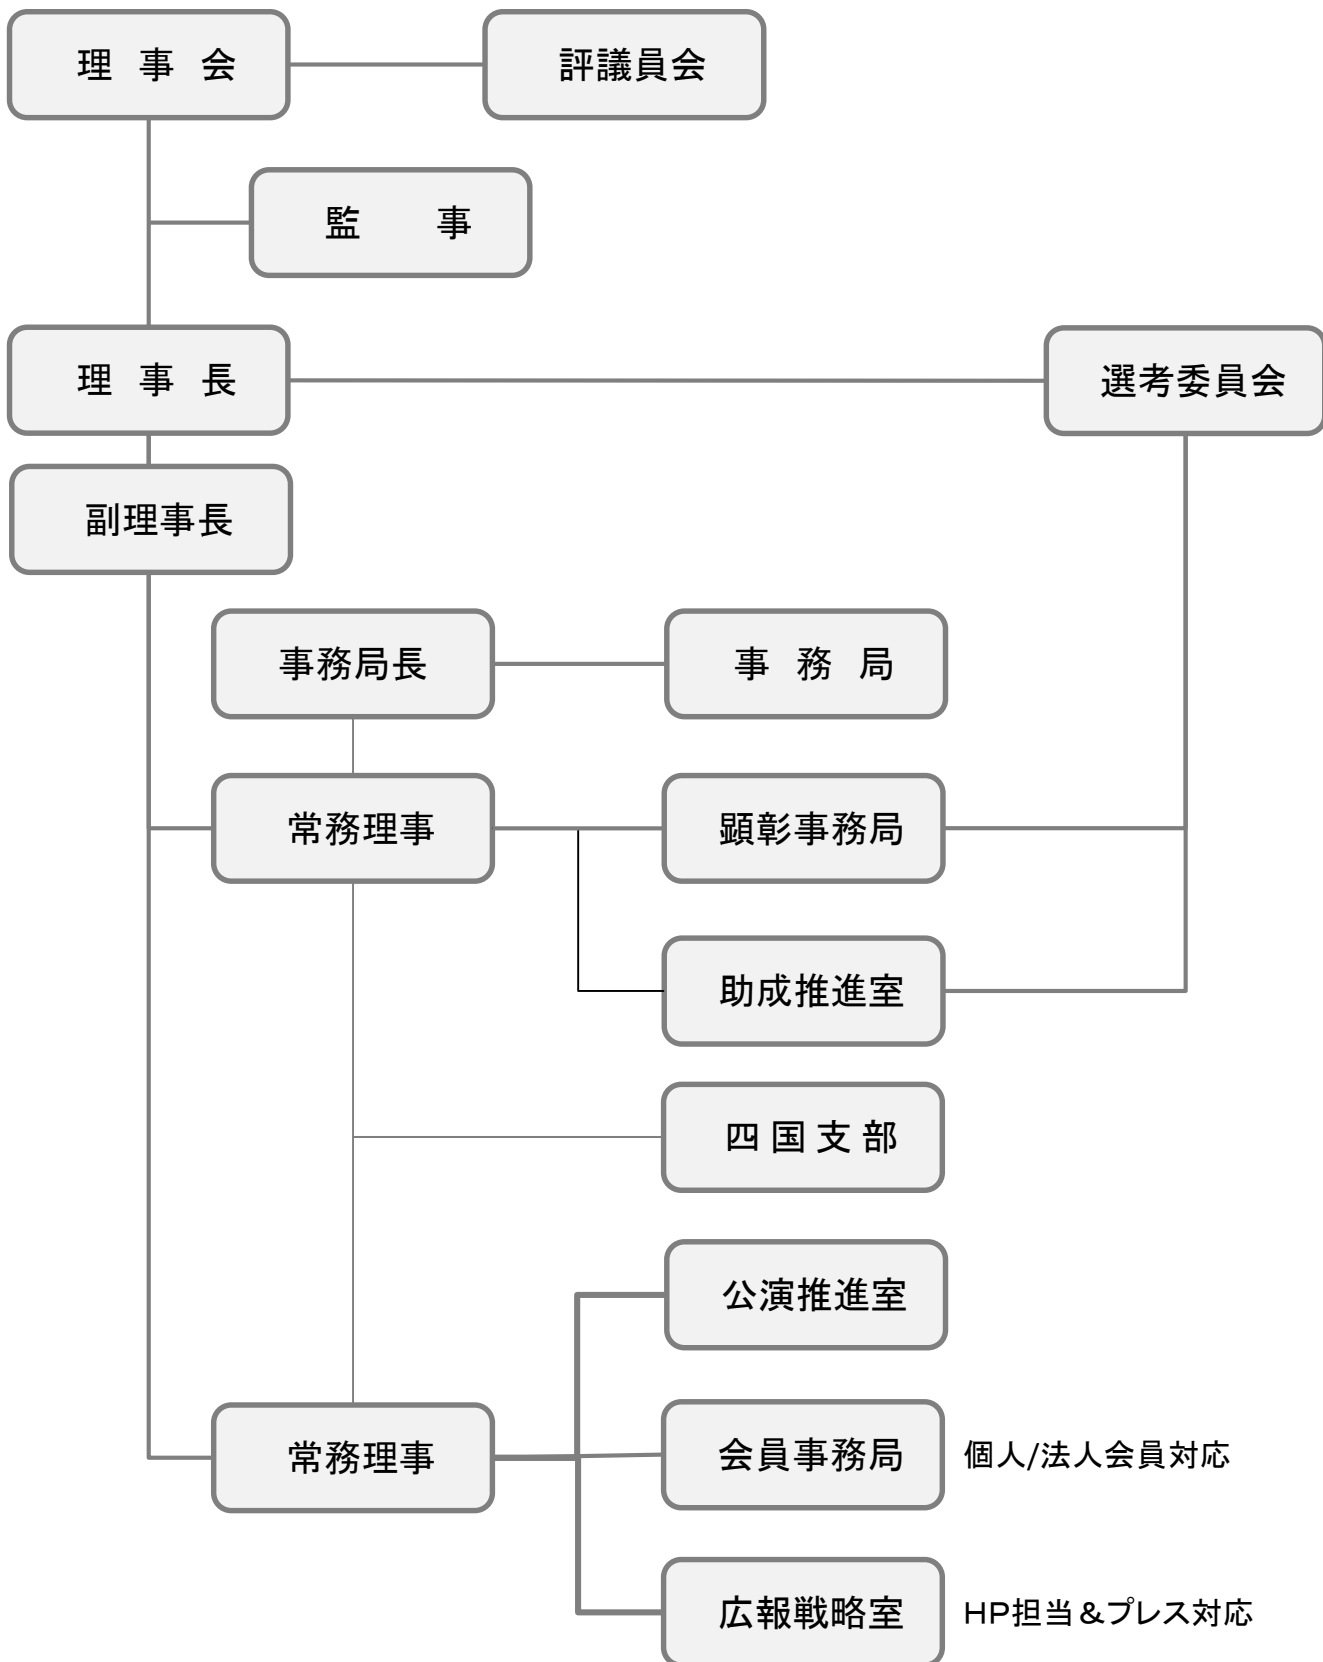 理 事 会
評議員会
監 事
理 事 長
選考委員会
副理事長
事務局長
事 務 局
常務理事
顕彰事務局
助成推進室
四 国 支 部
公演推進室
常務理事
会員事務局
個人/法人会員対応
広報戦略室
HP担当&プレス対応